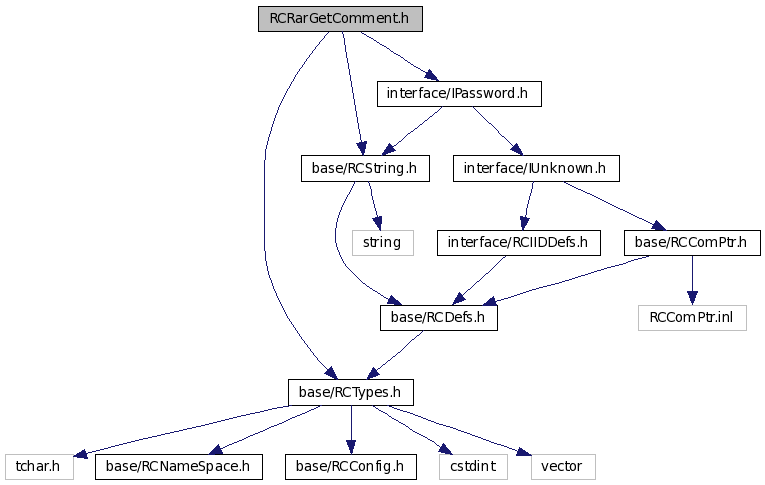 RCRarGetComment.h
interface/IPassword.h
base/RCString.h
interface/IUnknown.h
string
interface/RCIIDDefs.h
base/RCComPtr.h
base/RCDefs.h
RCComPtr.inl
base/RCTypes.h
tchar.h
base/RCNameSpace.h
base/RCConfig.h
cstdint
vector